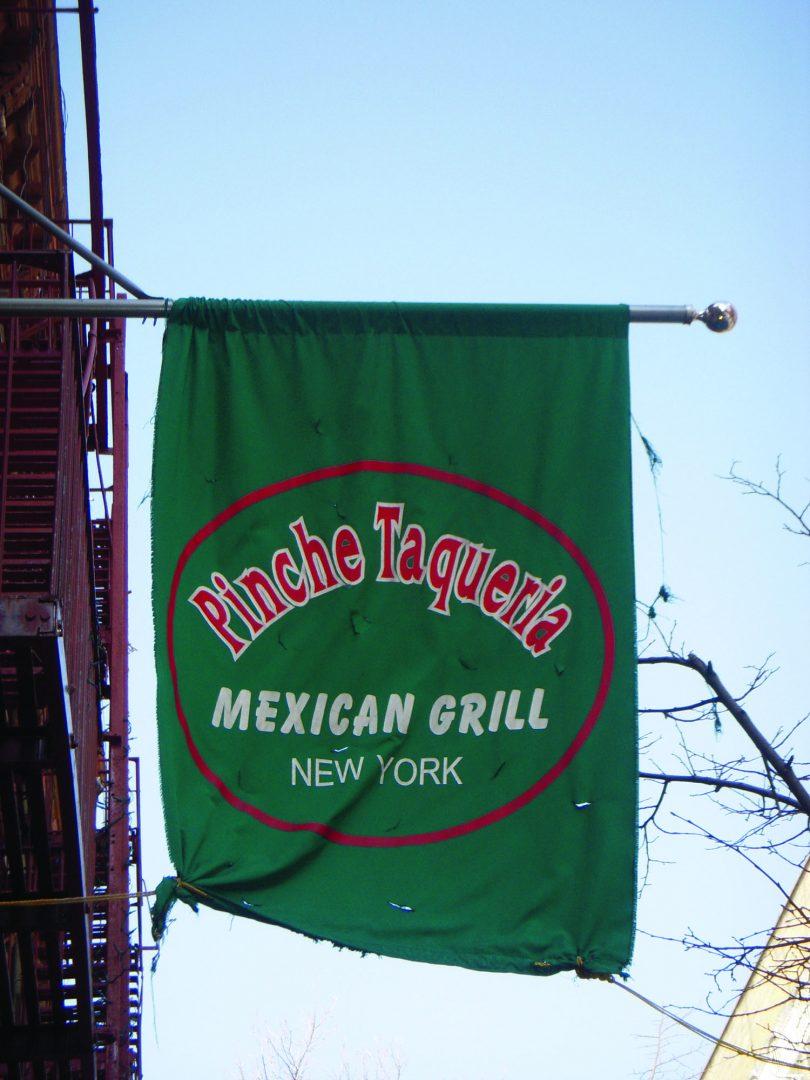 Pinche Taqueria
MEXICAN GRILL
NEW YORK